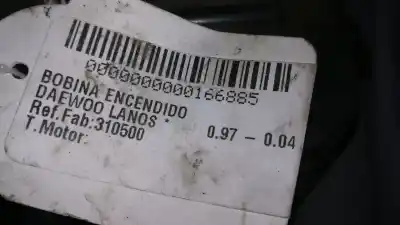 0000000000166885
BOBINA ENCENDIDO
DAEWOO LANOS * 0.97 - 0.04
Ref.Fab:310500
T.Motor: